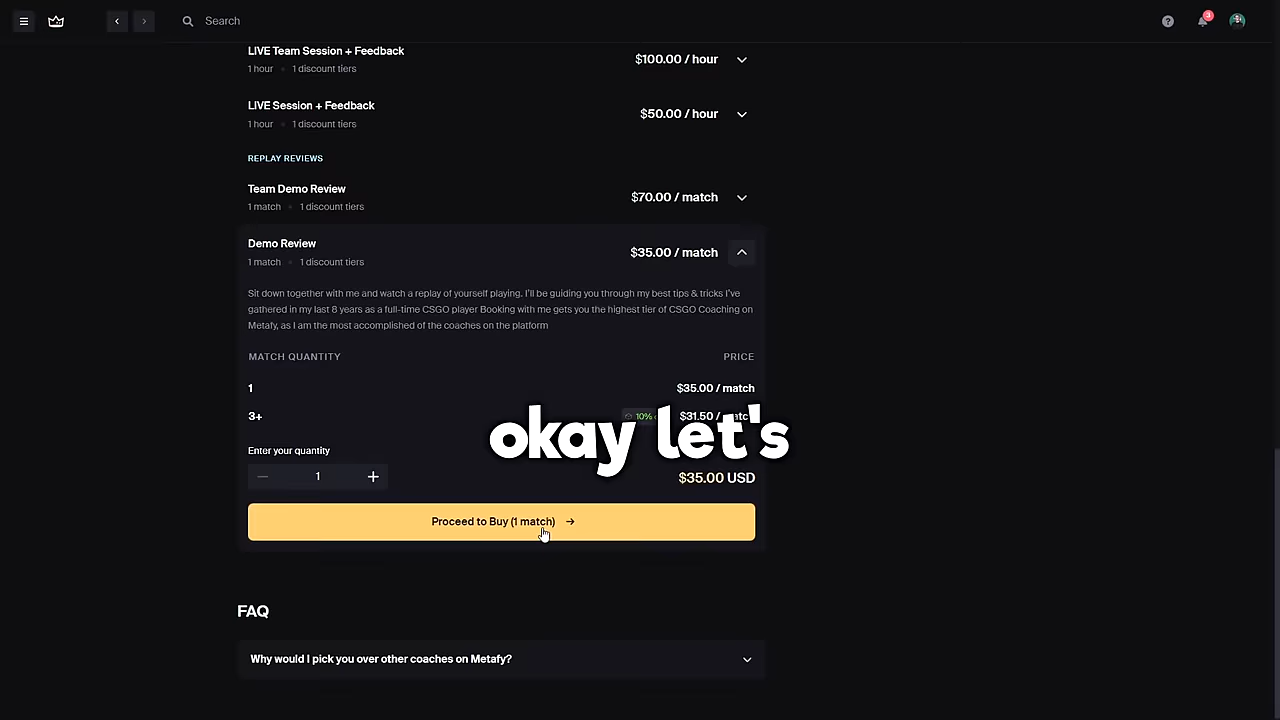 Search
3
LIVE Team Session + Feedback
1 hour 1 discount tiers
$100.00 / hour
LIVE Session + Feedback
1 hour 1 discount tiers
$50.00 / hour
REPLAY REVIEWS
Team Demo Review
1 match 1 discount tiers
$70.00 / match
Demo Review
1 match 1 discount tiers
$35.00 / match
Sit down together with me and watch a replay of yourself playing. I'll be guiding you through my best tips & tricks I've
gathered in my last 8 years as a full-time CSGO player Booking with me gets you the highest tier of CSGO Coaching on
Metafy, as I am the most accomplished of the coaches on the platform
MATCH QUANTITY PRICE
1 $35.00 / match
3+ 10% $31.50 /
okay let's
Enter your quantity
1
$35.00 USD
Proceed to Buy (1 match)
FAQ
Why would I pick you over other coaches on Metafy?